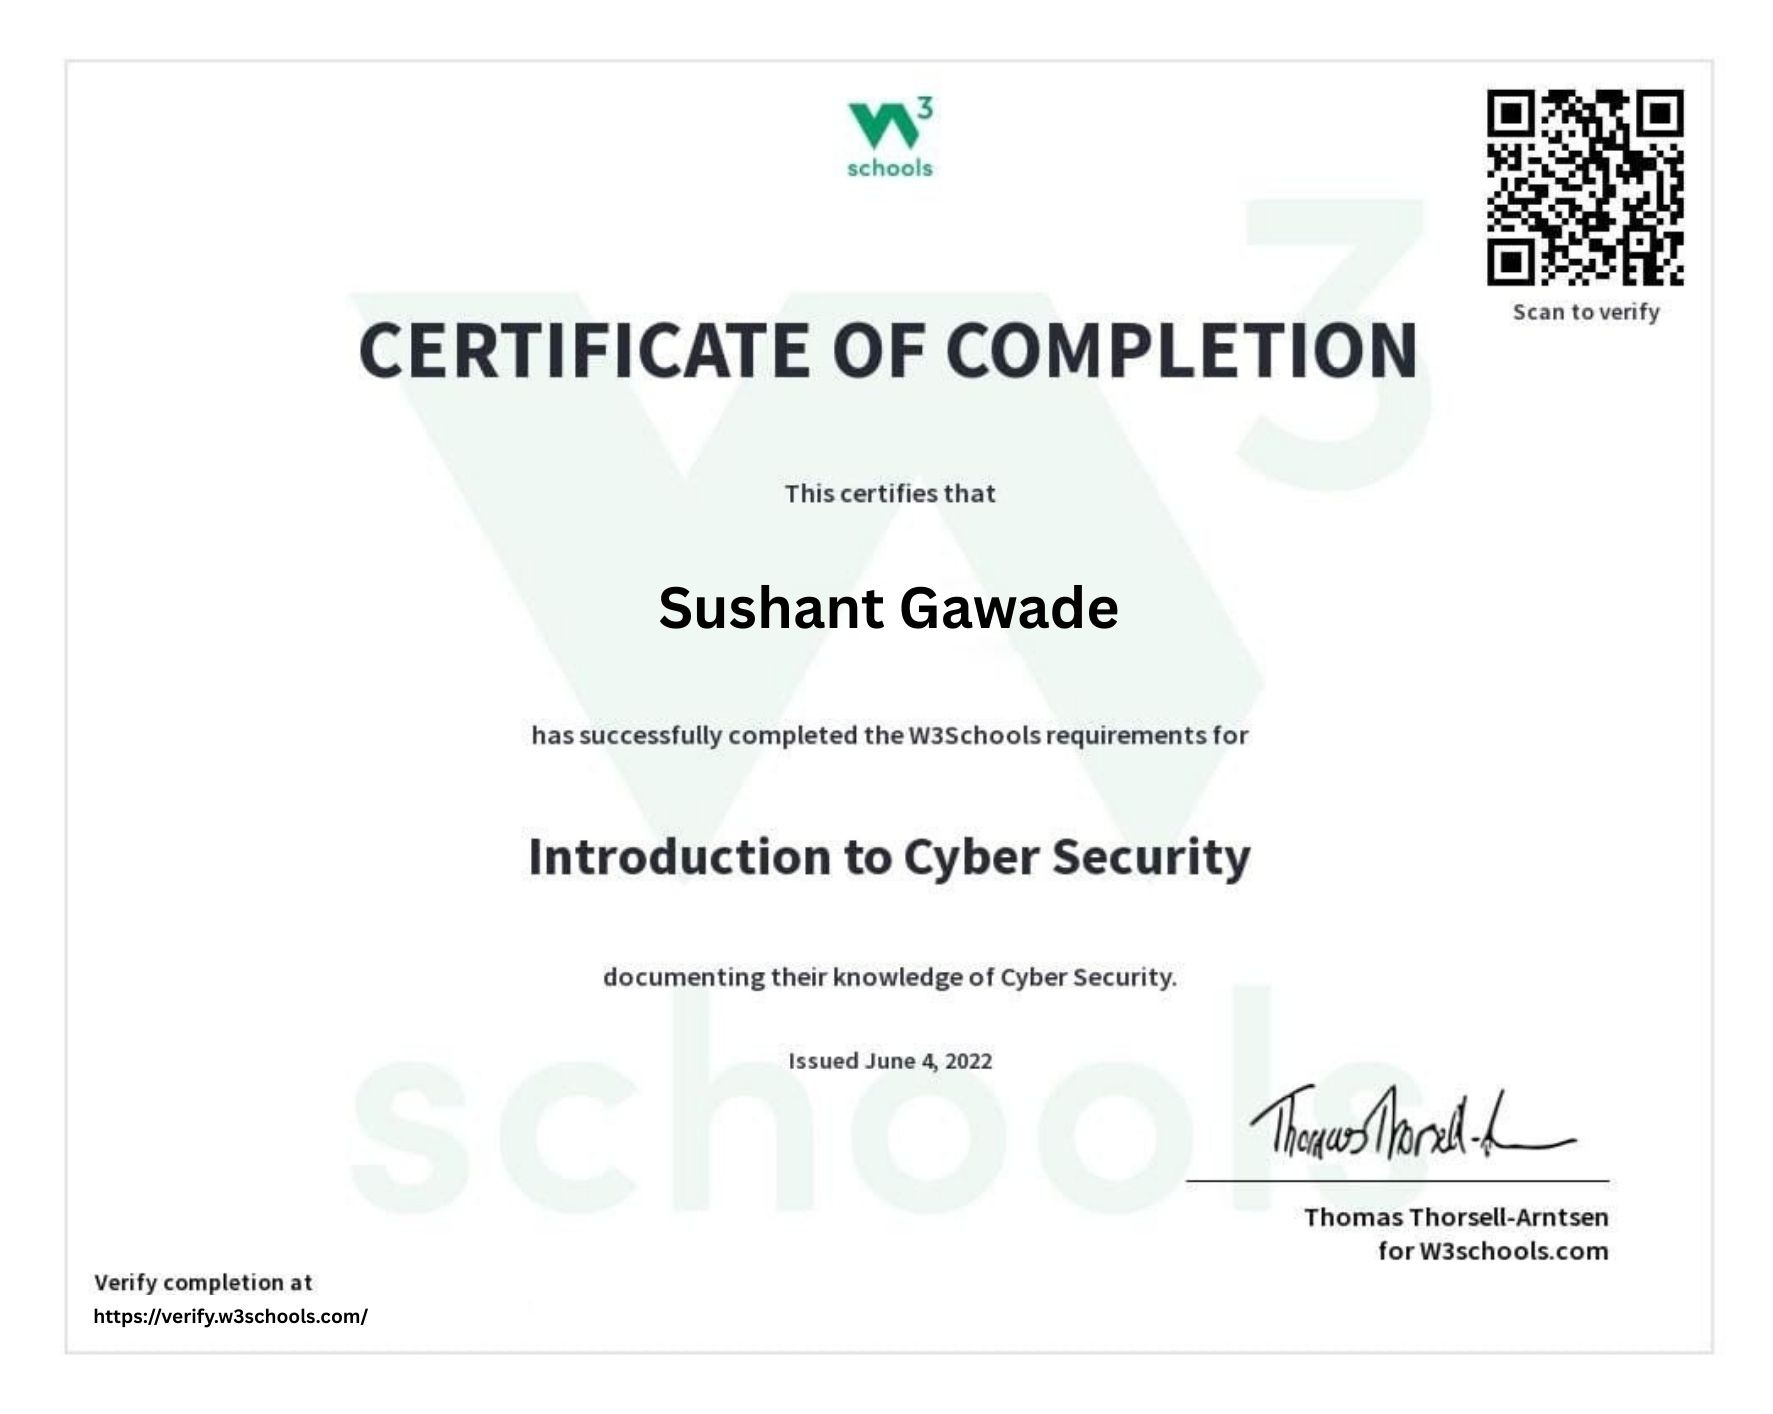 W3
schools
Scan to verify
CERTIFICATE OF COMPLETION
This certifies that
Sushant Gawade
has successfully completed the W3Schools requirements for
Introduction to Cyber Security
documenting their knowledge of Cyber Security.
Issued June 4, 2022
Thomas Thorsell-A
Thomas Thorsell-Arntsen
for W3schools.com
Verify completion at
https://verify.w3schools.com/
W3
schools